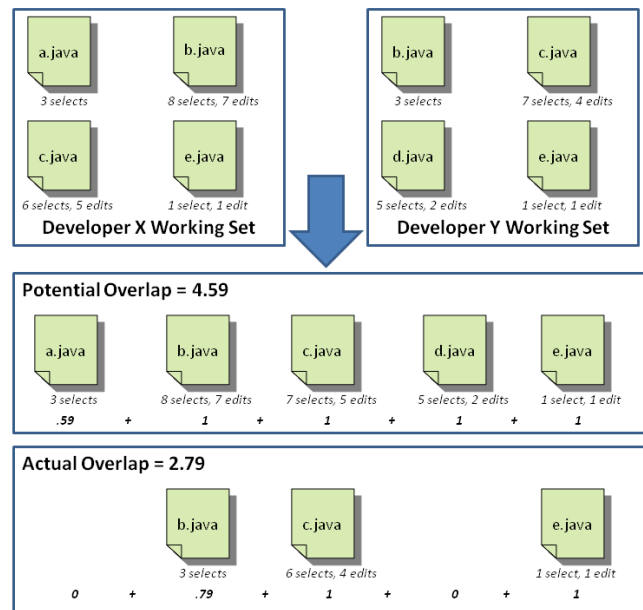 a.java b.java b.java c.java
3 selects 8 selects, 7 edits 3 selects 7 selects, 4 edits
c.java e.java d.java e.java
6 selects, 5 edits 1 select, 1 edit 5 selects, 2 edits 1 select, 1 edit
Developer X Working Set Developer Y Working Set
Potential Overlap = 4.59
a.java b.java c.java d.java e.java
3 selects 8 selects, 7 edits 7 selects, 5 edits 5 selects, 2 edits 1 select, 1 edit
.59 + 1 + 1 + 1 + 1
Actual Overlap = 2.79
b.java c.java e.java
3 selects 6 selects, 4 edits 1 select, 1 edit
0 + .79 + 1 + 0 + 1